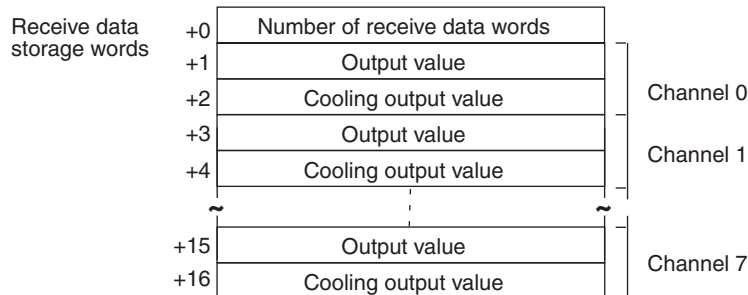 Receive data
storage words
+0 Number of receive data words
+1 Output value
+2 Cooling output value
Channel 0
+3 Output value
+4 Cooling output value
Channel 1
+15 Output value
+16 Cooling output value
Channel 7